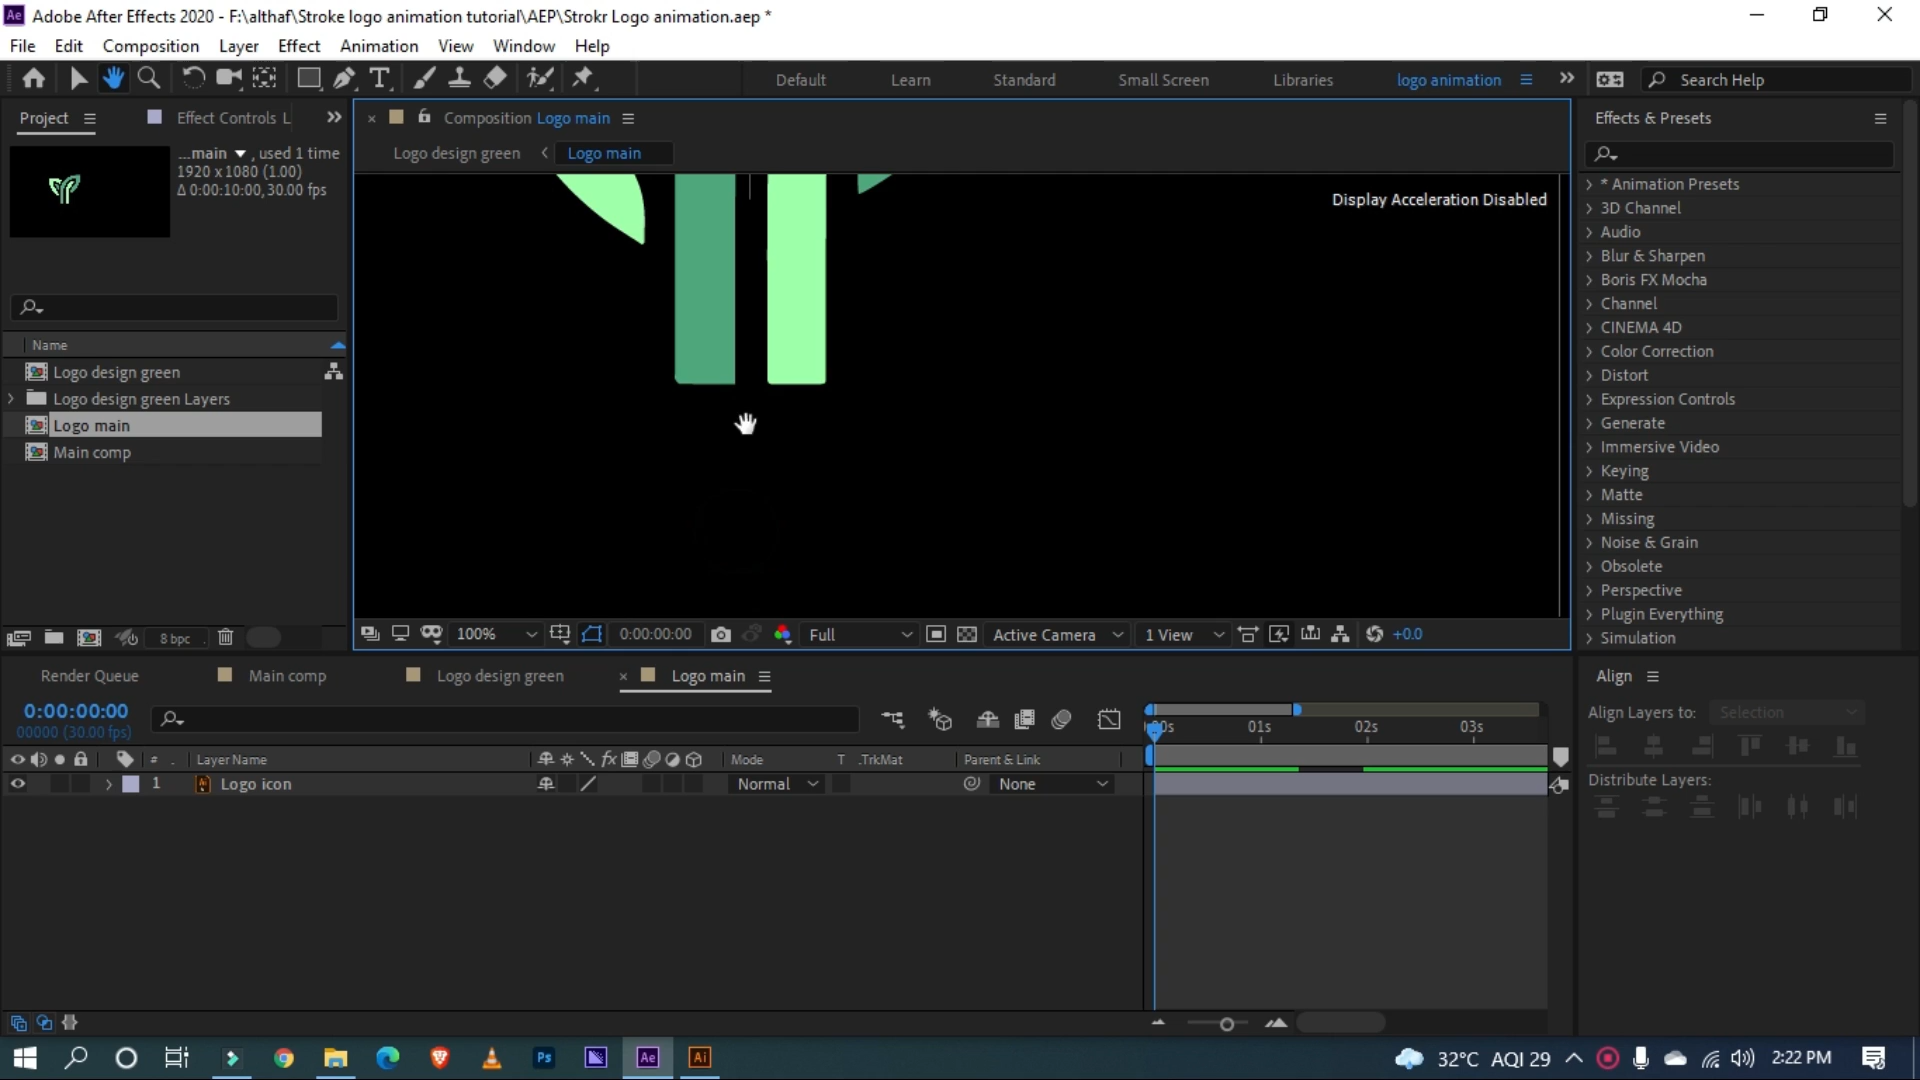 Adobe After Effects 2020 - F:\althaf\Stroke logo animation tutorial\AEP\Strokr Logo animation.aep *
File Edit Composition Layer Effect Animation View Window Help
Default Learn Standard Small Screen Libraries logo animation Search Help
Project Effect Controls L
...main , used 1 time
1920 x 1080 (1.00)
Δ 0:00:10:00, 30.00 fps
Name
Logo design green
Logo design green Layers
Logo main
Main comp
8 bpc
Composition Logo main
Logo design green Logo main
Display Acceleration Disabled
100% 0:00:00:00 Full Active Camera 1 View +0.0
Effects & Presets
* Animation Presets
3D Channel
Audio
Blur & Sharpen
Boris FX Mocha
Channel
CINEMA 4D
Color Correction
Distort
Expression Controls
Generate
Immersive Video
Keying
Matte
Missing
Noise & Grain
Obsolete
Perspective
Plugin Everything
Simulation
Render Queue Main comp Logo design green Logo main
0:00:00:00
00000 (30.00 fps)
# Layer Name Mode T .TrkMat Parent & Link
1 Logo icon Normal None
00s 01s 02s 03s
Align
Align Layers to: Selection
Distribute Layers:
Ps Ae Ai
32°C AQI 29 2:22 PM